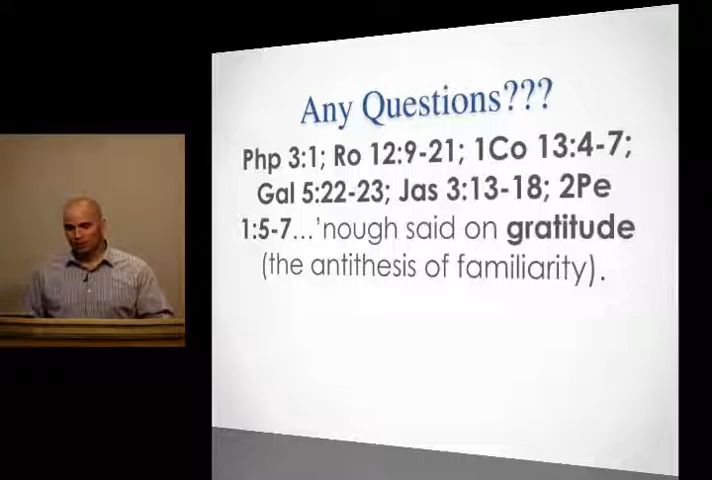 Any Questions???
Php 3:1; Ro 12:9-21; 1Co 13:4-7;
Gal 5:22-23; Jas 3:13-18; 2Pe
1:5-7...'nough said on gratitude
(the antithesis of familiarity).